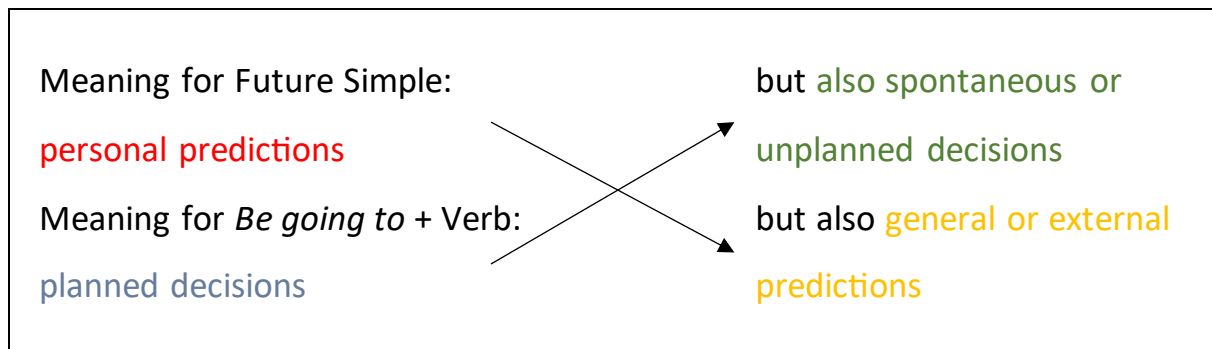 Meaning for Future Simple:
personal predictions
Meaning for Be going to + Verb:
planned decisions
but also spontaneous or
unplanned decisions
but also general or external
predictions